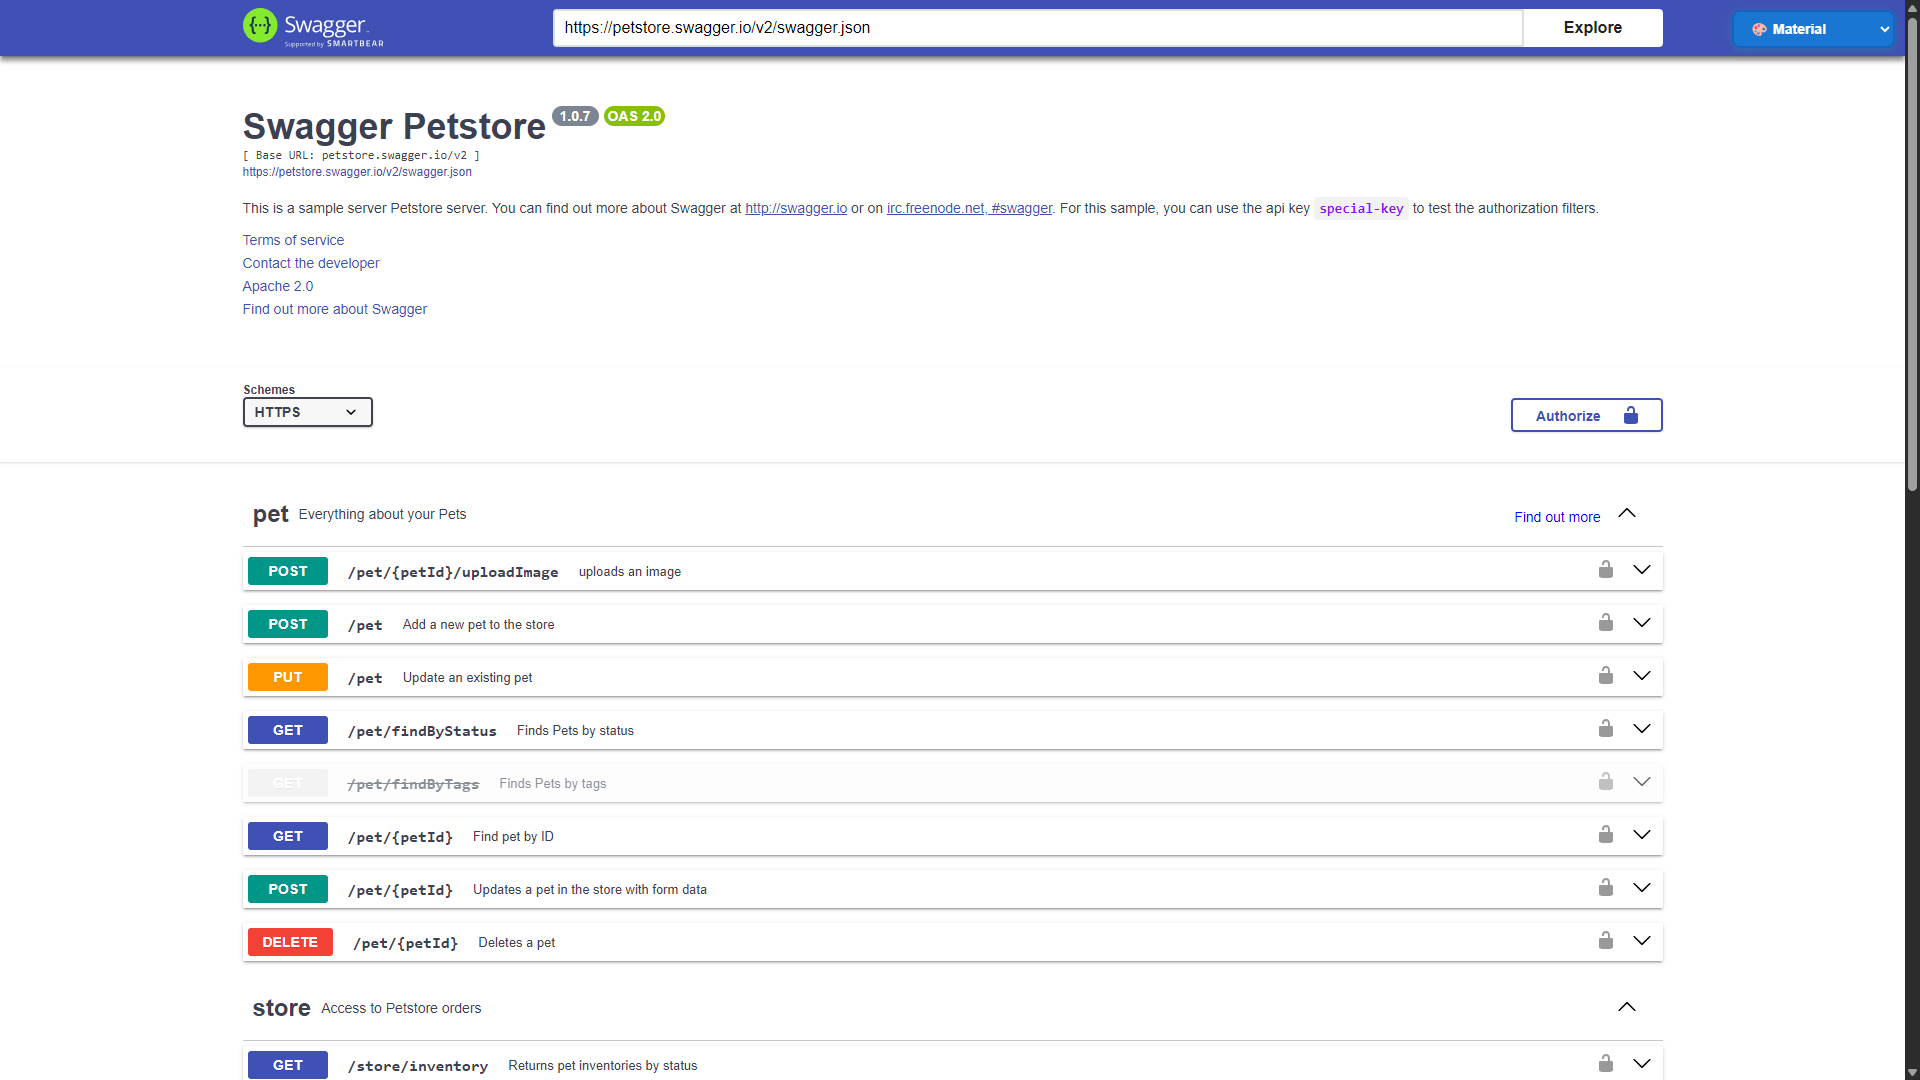 Swagger
Supported by SMARTBEAR
https://petstore.swagger.io/v2/swagger.json
Explore
Material
Swagger Petstore 1.0.7 OAS 2.0
[ Base URL: petstore.swagger.io/v2 ]
https://petstore.swagger.io/v2/swagger.json
This is a sample server Petstore server. You can find out more about Swagger at http://swagger.io or on irc.freenode.net, #swagger. For this sample, you can use the api key special-key to test the authorization filters.
Terms of service
Contact the developer
Apache 2.0
Find out more about Swagger
Schemes
HTTPS
Authorize
pet Everything about your Pets Find out more
POST /pet/{petId}/uploadImage uploads an image
POST /pet Add a new pet to the store
PUT /pet Update an existing pet
GET /pet/findByStatus Finds Pets by status
GET /pet/findByTags Finds Pets by tags
GET /pet/{petId} Find pet by ID
POST /pet/{petId} Updates a pet in the store with form data
DELETE /pet/{petId} Deletes a pet
store Access to Petstore orders
GET /store/inventory Returns pet inventories by status